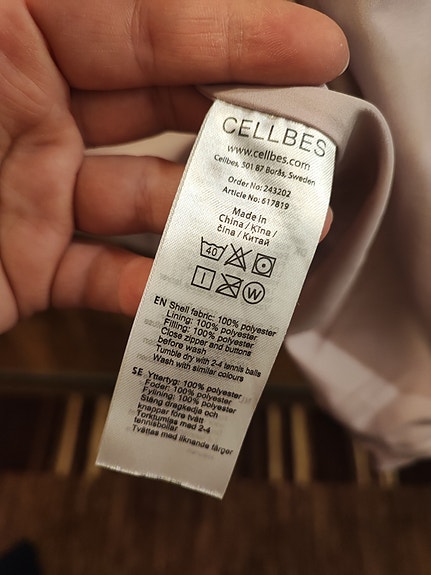 CELLBES
www.cellbes.com
Cellbes, 501 87 Borås, Sweden
Order No: 243202
Article No: 617819
Made in
China / Ķīna /
čína / Китай
40
W
EN Shell fabric: 100% polyester
Lining: 100% polyester
Filling: 100% polyester
Close zipper and buttons
before wash
Tumble dry with 2-4 tennis balls
Wash with similar colours
SE Yttertyg: 100% polyester
Foder: 100% polyester
Fyllning: 100% polyester
Stäng dragkedja och
knappar före tvätt
Torktumlas med 2-4
tennisbollar
Tvättas med liknande färger